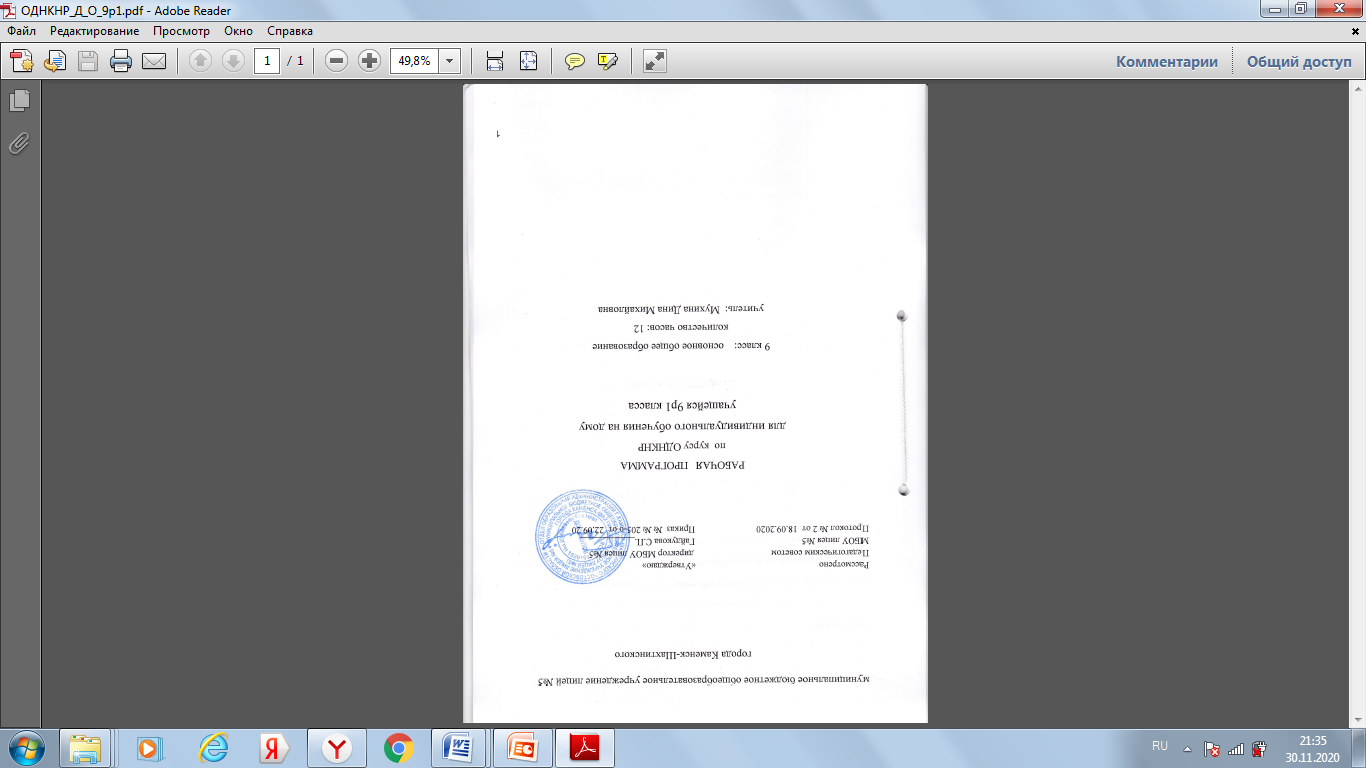 ОДНКНР_Д_О_9р1.pdf - Adobe Reader
Файл Редактирование Просмотр Окно Справка
1 / 1 49,8% Комментарии Общий доступ
муниципальное бюджетное общеобразовательное учреждение лицей №5
города Каменск-Шахтинского
Рассмотрено
Педагогическим советом
МБОУ лицея №5
Протокол № 2 от 18.09.2020
«Утверждаю»
директор МБОУ лицея №5
Гайдукова С.П.
Приказ № № 205-о от 22.09.20
РАБОЧАЯ ПРОГРАММА
по курсу ОДНКНР
для индивидуального обучения на дому
учащейся 9р1 класса
9 класс: основное общее образование
количество часов: 12
учитель: Мухина Дина Михайловна
1
RU
21:35
30.11.2020